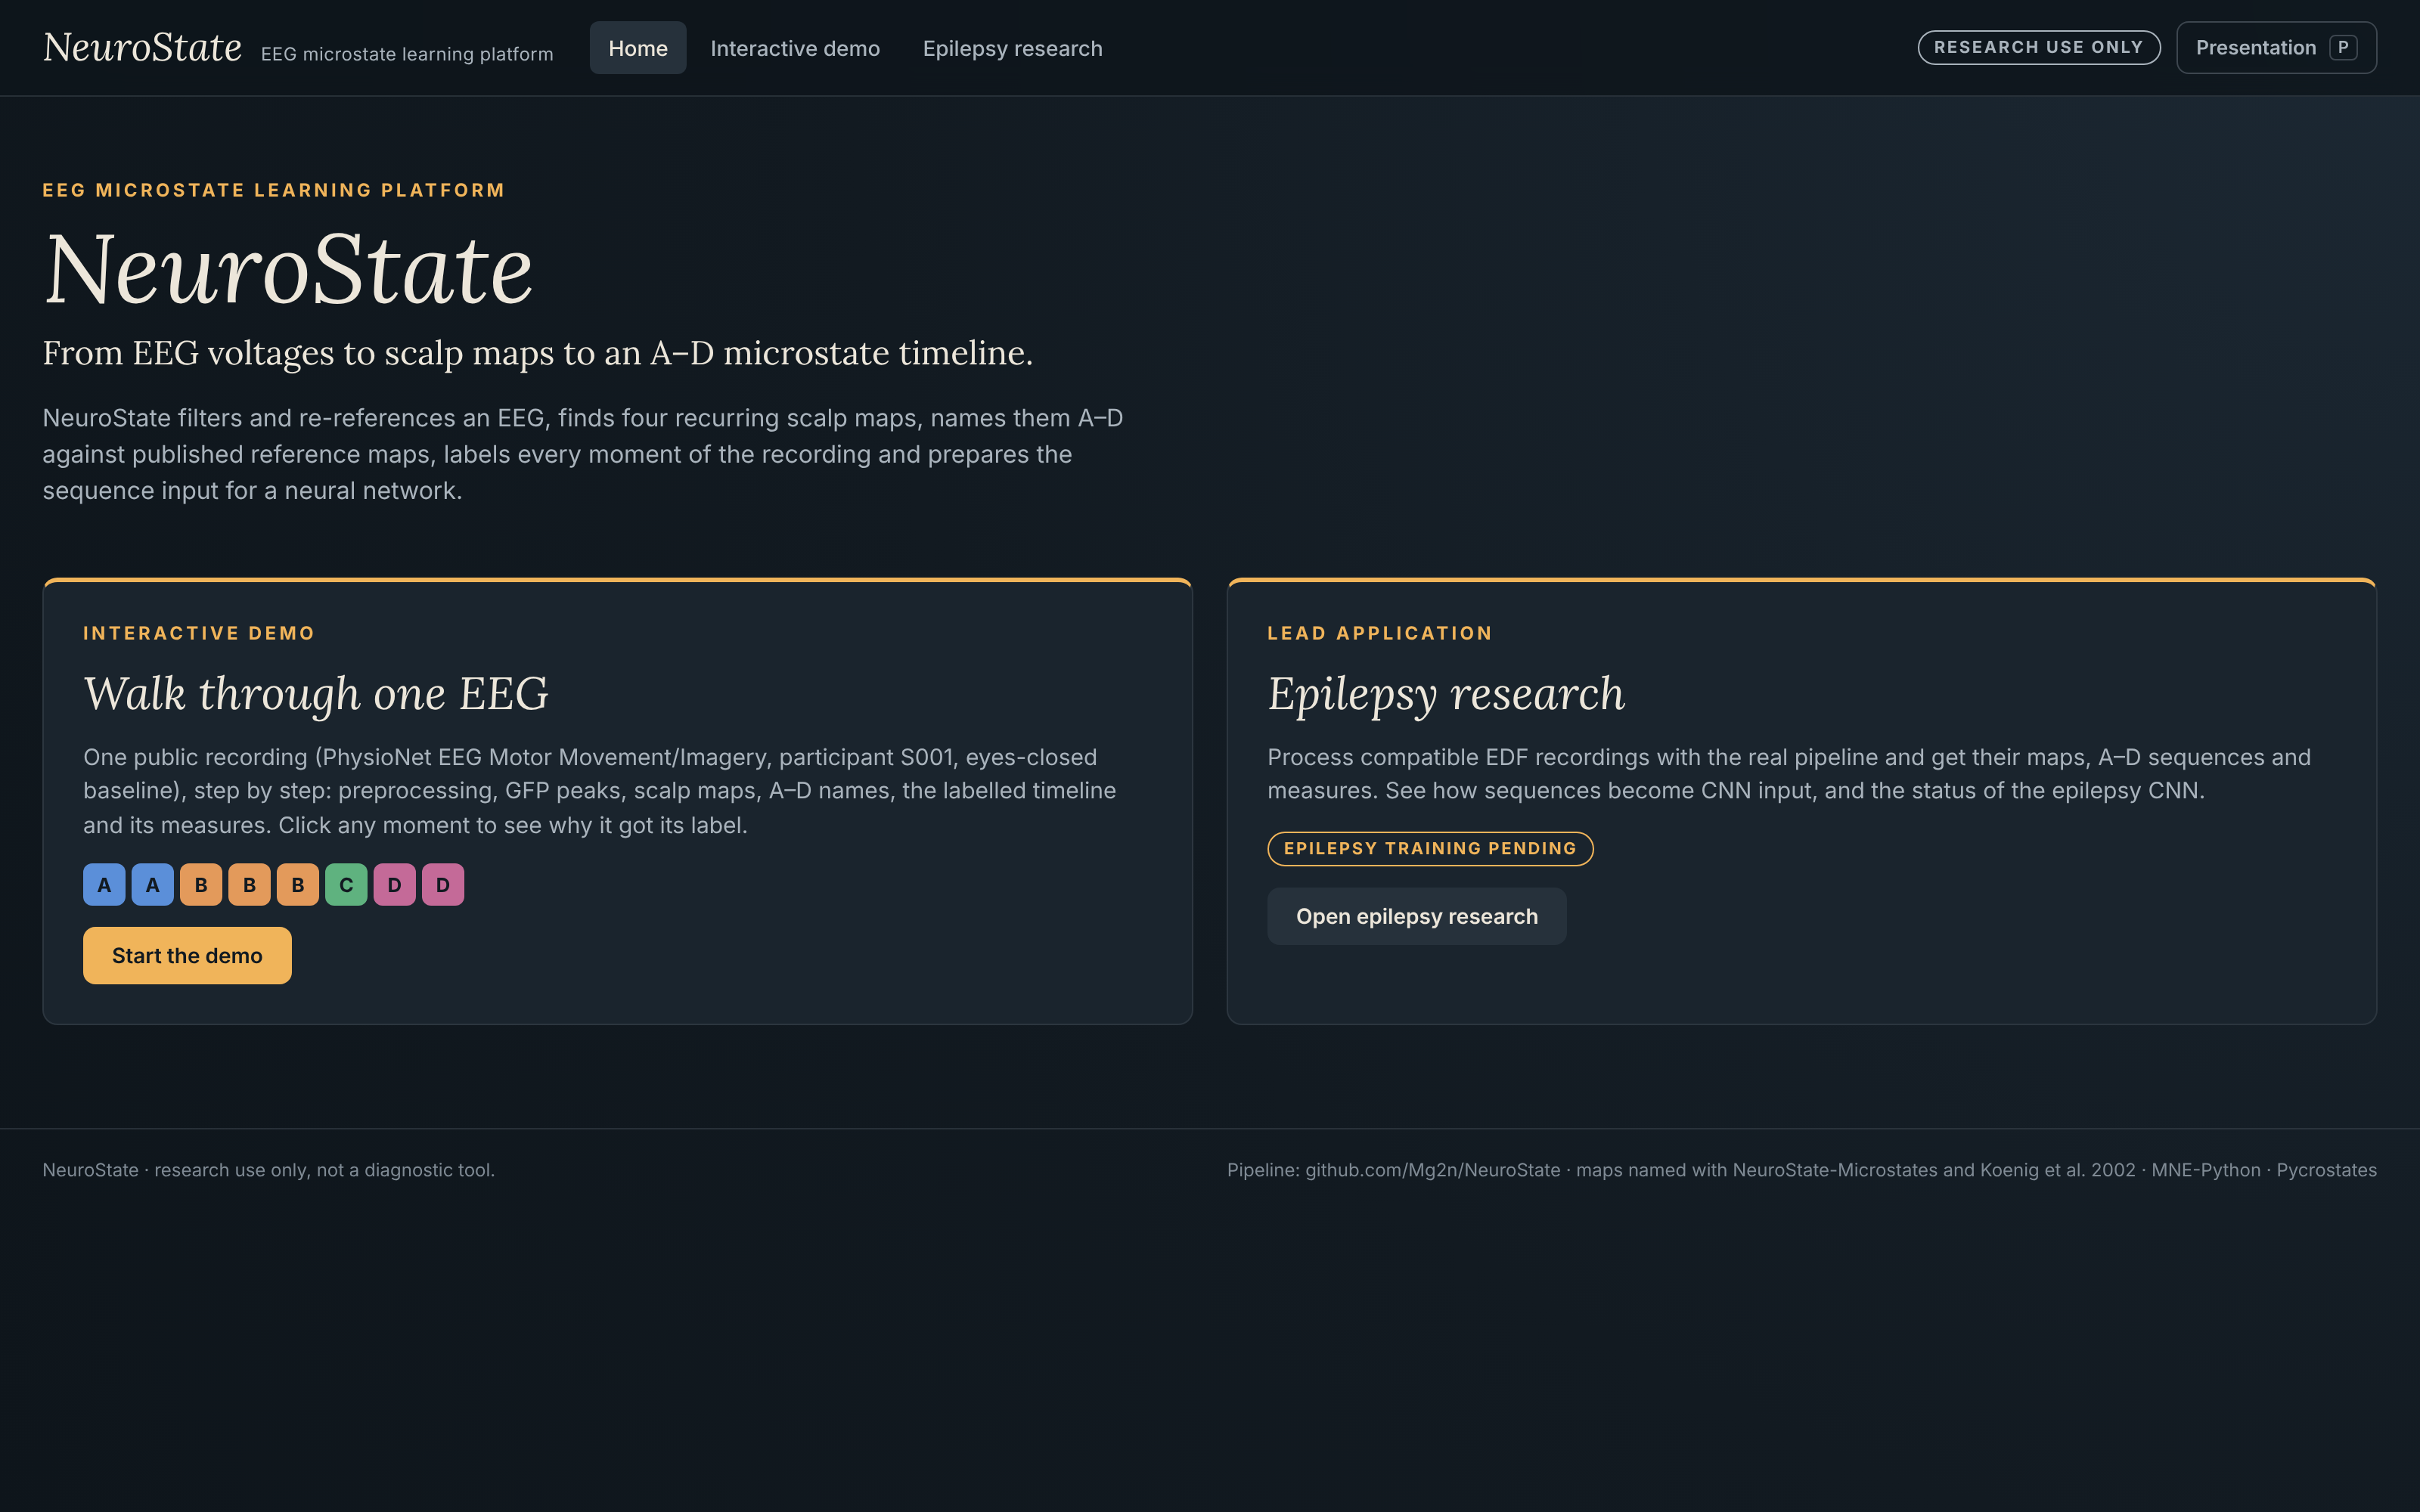 NeuroState EEG microstate learning platform Home Interactive demo Epilepsy research RESEARCH USE ONLY Presentation P
EEG MICROSTATE LEARNING PLATFORM
NeuroState
From EEG voltages to scalp maps to an A–D microstate timeline.
NeuroState filters and re-references an EEG, finds four recurring scalp maps, names them A–D
against published reference maps, labels every moment of the recording and prepares the
sequence input for a neural network.
INTERACTIVE DEMO
Walk through one EEG
One public recording (PhysioNet EEG Motor Movement/Imagery, participant S001, eyes-closed
baseline), step by step: preprocessing, GFP peaks, scalp maps, A–D names, the labelled timeline
and its measures. Click any moment to see why it got its label.
A A B B B C D D
Start the demo
LEAD APPLICATION
Epilepsy research
Process compatible EDF recordings with the real pipeline and get their maps, A–D sequences and
measures. See how sequences become CNN input, and the status of the epilepsy CNN.
EPILEPSY TRAINING PENDING
Open epilepsy research
NeuroState · research use only, not a diagnostic tool.
Pipeline: github.com/Mg2n/NeuroState · maps named with NeuroState-Microstates and Koenig et al. 2002 · MNE-Python · Pycrostates